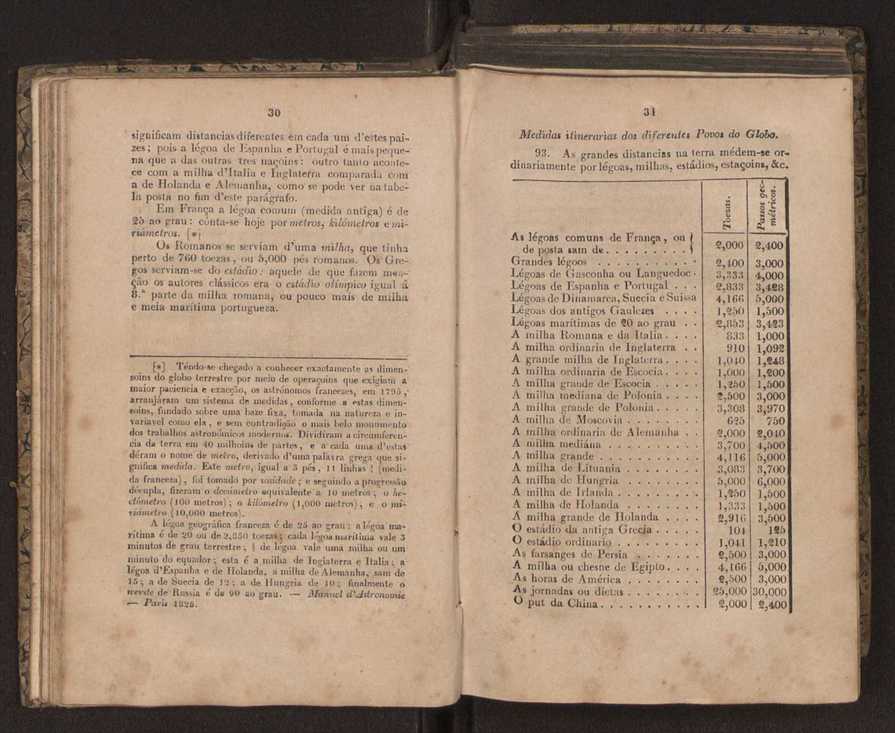 30
significam distancias diferentes em cada um d'estes pai-
zes; pois a légoa de Espanha e Portugal é mais peque-
na que a das outras tres naçoins: outro tanto aconte-
ce com a milha d'Italia e Inglaterra comparada com
a de Holanda e Alemanha, como se pode ver na tabé-
la posta no fim d'este parágrafo.
Em França a légoa comum (medida antiga) é de
25 ao grau: conta-se hoje por metros, kilómetros e mi-
riámetros. [*]
Os Romanos se serviam d'uma milha, que tinha
perto de 760 toezas, ou 5,000 pés romanos. Os Gre-
gos serviam-se do estádio: aquele de que fazem men-
ção os autores clássicos era o estádio olímpico igual á
8.ª parte da milha romana, ou pouco mais de milha
e meia marítima portugueza.
[*] Tèndo-se chegado a conhecer exactamente as dimen-
soins do globo terrestre por meio de operaçoins que exigiam a
maior paciencia e exacção, os astrónomos francezes, em 1795,
arranjáram um sistema de medidas, conforme a estas dimen-
soins, fundado sobre uma baze fixa, tomada na natureza e in-
variavel como ela, e sem contradição o mais belo monumento
dos trabalhos astronómicos modernos. Dividiram a circumferen-
cia da terra em 40 milhoins de partes, e a cada uma d'estas
déram o nome de metro, derivado d'uma palavra grega que si-
gnifica medida. Este metro, igual a 3 pés, 11 linhas ½ (medi-
da franceza), foi tomado por unidade; e seguindo a progressão
décupla, fizeram o decámetro equivalente a 10 metros; o he-
ctómetro (100 metros); o kilómetro (1,000 metros); e o mi-
riámetro (10,000 metros).
A légoa geográfica franceza é de 25 ao grau: a légoa ma-
rítima é de 20 ou de 2,850 toezas; cada légoa marítima vale 3
minutos de grau terrestre; ⅓ de légoa vale uma milha ou um
minuto do equador; esta é a milha de Inglaterra e Italia; a
légoa d'Espanha e de Holanda, a milha de Alemanha, sam de
15; a de Suecia de 12; a de Hungria de 10; finalmente o
werste de Russia é de 90 ao grau. — Manuel d'Astronomie
— Paris 1825.
31
Medidas itinerarias dos diferentes Povos do Globo.
93. As grandes distancias na terra médem-se or-
dinariamente por légoas, milhas, estádios, estaçoins, &c.
Toezas. Passos geo-
métricos.
As légoas comuns de França, ou
de posta sam de . . . . . . . . . 2,000 2,400
Grandes légoos . . . . . . . . . . 2,400 3,000
Légoas de Gasconha ou Languedoc . 3,333 4,000
Légoas de Espanha e Portugal . . . 2,833 3,428
Légoas de Dinamarca, Suecia e Suissa 4,166 5,000
Légoas dos antigos Gaulezes . . . . 1,250 1,500
Légoas marítimas de 20 ao grau . . 2,853 3,423
A milha Romana e da Italia . . . . 833 1,000
A milha ordinaria de Inglaterra . . 910 1,092
A grande milha de Inglaterra . . . . 1,040 1,248
A milha ordinaria de Escocia . . . . 1,000 1,200
A milha grande de Escocia . . . . . 1,250 1,500
A milha mediana de Polonia . . . . 2,500 3,000
A milha grande de Polonia . . . . . 3,308 3,970
A milha de Moscovia . . . . . . . . 625 750
A milha ordinaria de Alemanha . . 2,000 2,040
A milha mediána . . . . . . . . . . 3,700 4,500
A milha grande . . . . . . . . . . . 4,116 5,000
A milha de Lituania . . . . . . . . 3,083 3,700
A milha de Hungria . . . . . . . . 5,000 6,000
A milha de Irlanda . . . . . . . . . 1,250 1,500
A milha de Holanda . . . . . . . . 1,333 1,500
A milha grande de Holanda . . . . 2,916 3,500
O estádio da antiga Grecia . . . . . 104 125
O estádio ordinario . . . . . . . . . 1,041 1,210
As farsanges de Persia . . . . . . . 2,500 3,000
A milha ou chesne de Egipto . . . . 4,166 5,000
As horas de América . . . . . . . . 2,500 3,000
As jornadas ou diétas . . . . . . . . 25,000 30,000
O put da China . . . . . . . . . . . 2,000 2,400